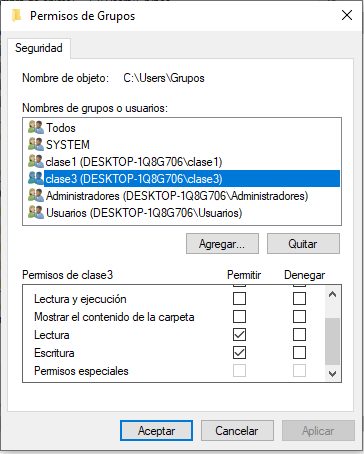 Permisos de Grupos
Seguridad
Nombre de objeto: C:\Users\Grupos
Nombres de grupos o usuarios:
Todos
SYSTEM
clase1 (DESKTOP-1Q8G706\clase1)
clase3 (DESKTOP-1Q8G706\clase3)
Administradores (DESKTOP-1Q8G706\Administradores)
Usuarios (DESKTOP-1Q8G706\Usuarios)
Agregar... Quitar
Permisos de clase3 Permitir Denegar
Lectura y ejecución
Mostrar el contenido de la carpeta
Lectura
Escritura
Permisos especiales
Aceptar Cancelar Aplicar